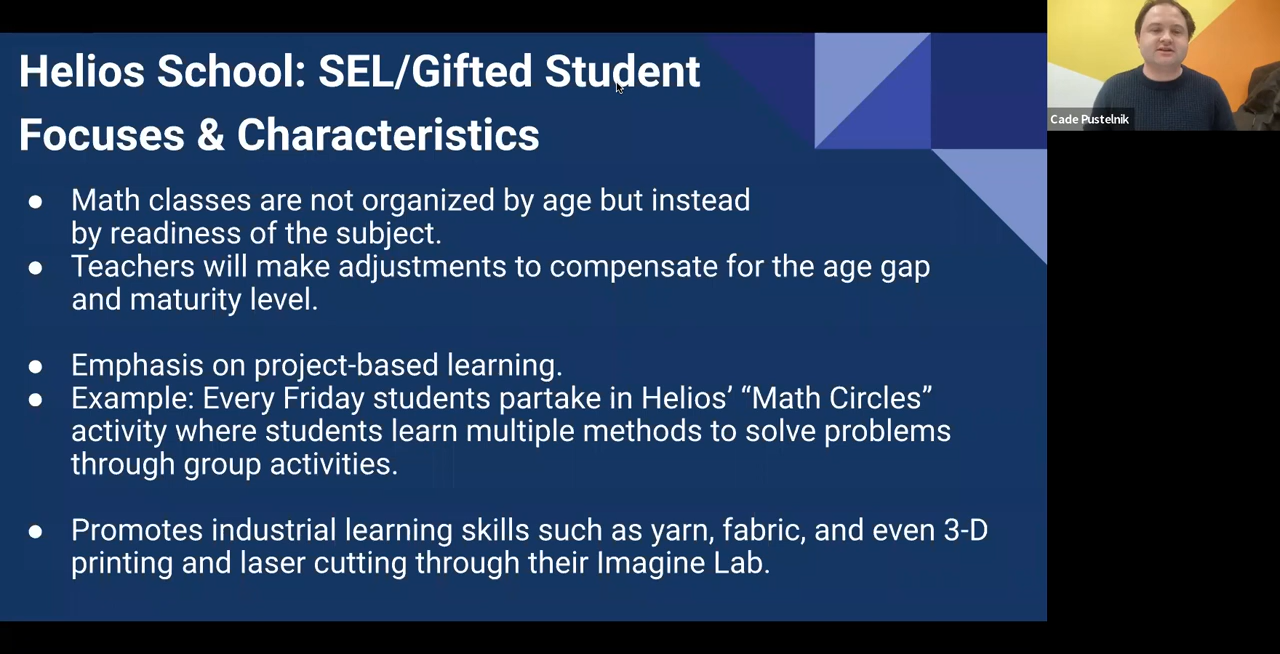 Helios School: SEL/Gifted Student
Focuses & Characteristics
● Math classes are not organized by age but instead
by readiness of the subject.
● Teachers will make adjustments to compensate for the age gap
and maturity level.
● Emphasis on project-based learning.
● Example: Every Friday students partake in Helios’ “Math Circles”
activity where students learn multiple methods to solve problems
through group activities.
● Promotes industrial learning skills such as yarn, fabric, and even 3-D
printing and laser cutting through their Imagine Lab.
Cade Pustelnik